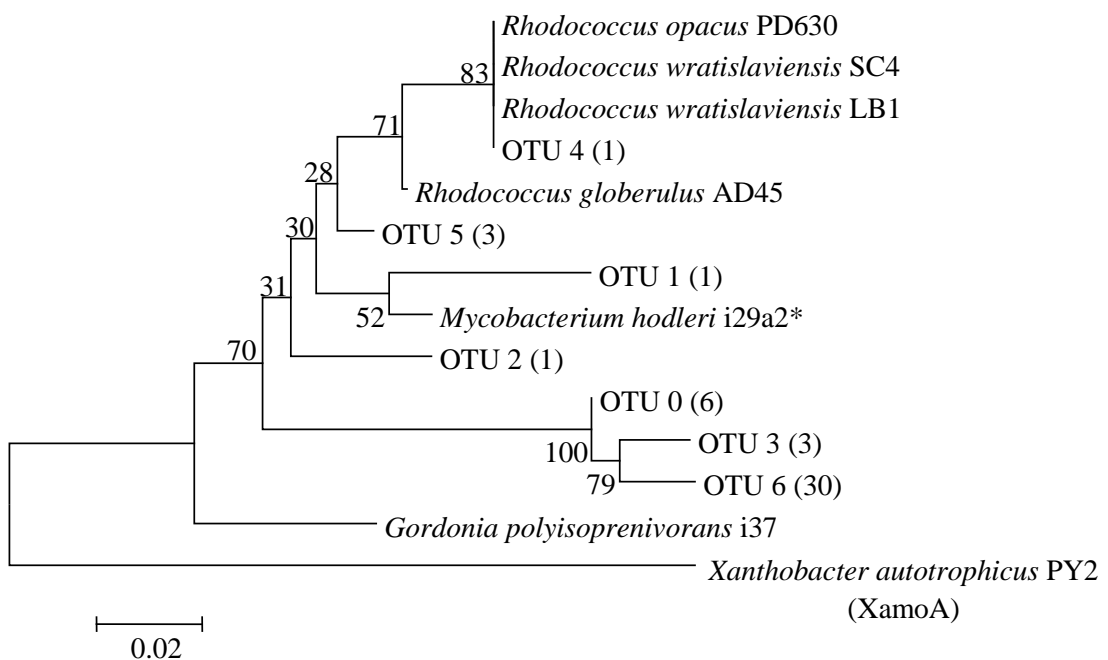 Rhodococcus opacus PD630
83
Rhodococcus wratislaviensis SC4
Rhodococcus wratislaviensis LB1
71
OTU 4 (1)
28
Rhodococcus globerulus AD45
30
OTU 5 (3)
31
OTU 1 (1)
52
Mycobacterium hodleri i29a2*
70
OTU 2 (1)
OTU 0 (6)
100
OTU 3 (3)
79
OTU 6 (30)
Gordonia polyisoprenivorans i37
Xanthobacter autotrophicus PY2
(XamoA)
0.02